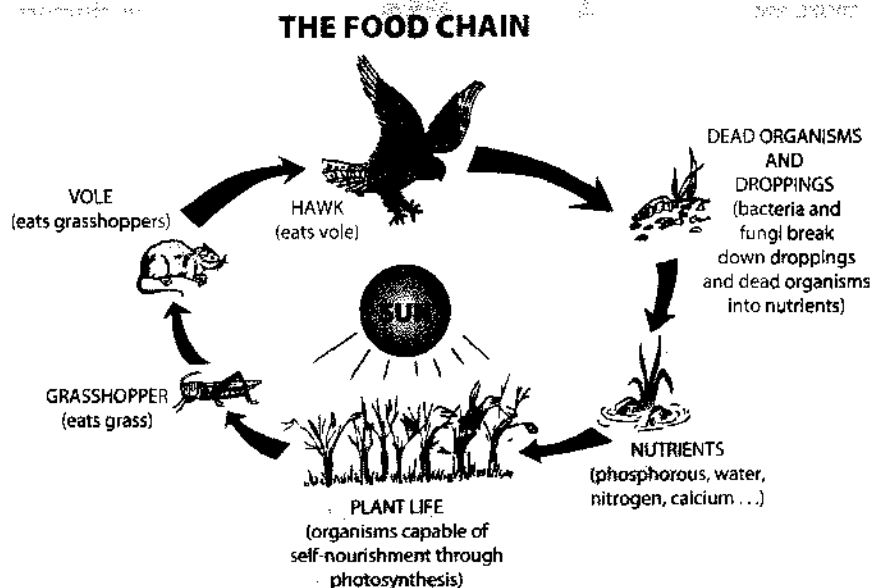 THE FOOD CHAIN
DEAD ORGANISMS
AND
DROPPINGS
(bacteria and
fungi break
down droppings
and dead organisms
into nutrients)
VOLE
(eats grasshoppers)
HAWK
(eats vole)
SUN
GRASSHOPPER
(eats grass)
NUTRIENTS
(phosphorous, water,
nitrogen, calcium ...)
PLANT LIFE
(organisms capable of
self-nourishment through
photosynthesis)